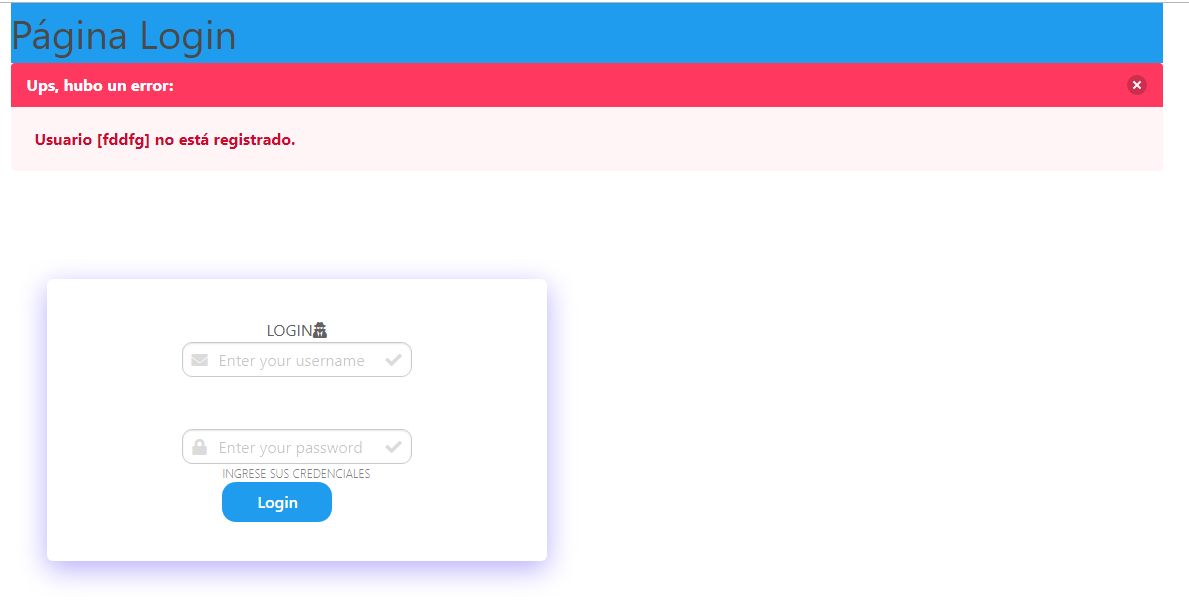 Página Login
Ups, hubo un error:
Usuario [fddfg] no está registrado.
LOGIN
Enter your username
Enter your password
INGRESE SUS CREDENCIALES
Login